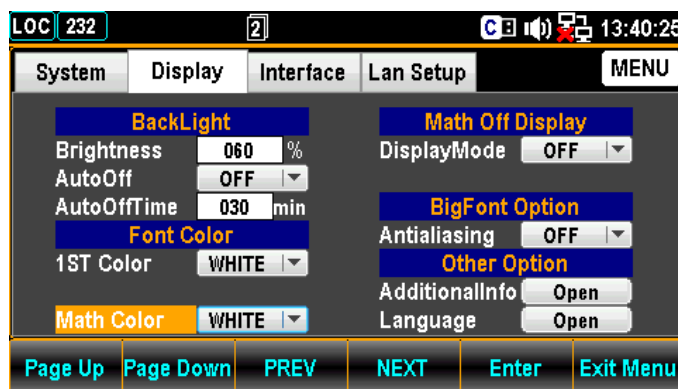 LOC 232 2 C 13:40:25
System Display Interface Lan Setup MENU
BackLight
Brightness 060 %
AutoOff OFF
AutoOffTime 030 min
Font Color
1ST Color WHITE
Math Color WHITE
Math Off Display
DisplayMode OFF
BigFont Option
Antialiasing OFF
Other Option
AdditionalInfo Open
Language Open
Page Up Page Down PREV NEXT Enter Exit Menu